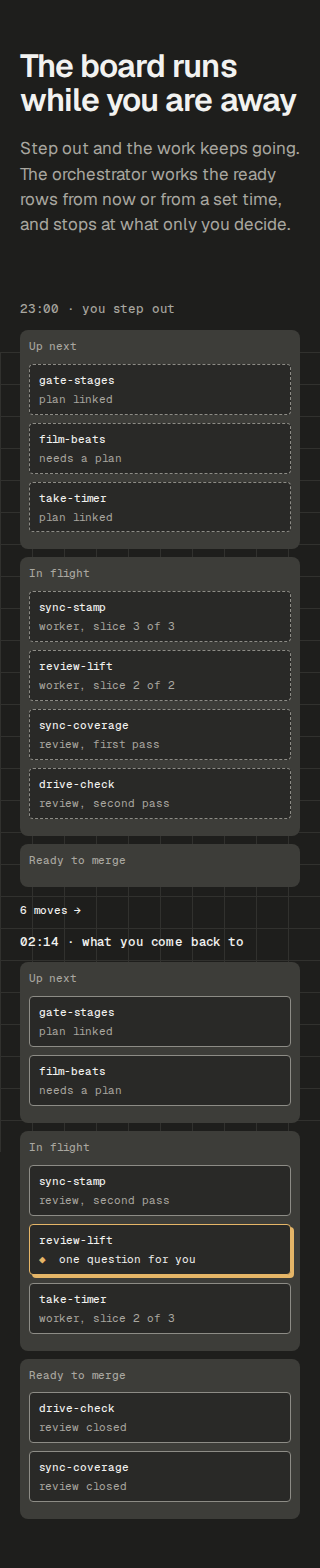 The board runs
while you are away
Step out and the work keeps going.
The orchestrator works the ready
rows from now or from a set time,
and stops at what only you decide.
23:00 · you step out
Up next
gate-stages
plan linked
film-beats
needs a plan
take-timer
plan linked
In flight
sync-stamp
worker, slice 3 of 3
review-lift
worker, slice 2 of 2
sync-coverage
review, first pass
drive-check
review, second pass
Ready to merge
6 moves →
02:14 · what you come back to
Up next
gate-stages
plan linked
film-beats
needs a plan
In flight
sync-stamp
review, second pass
review-lift
◆ one question for you
take-timer
worker, slice 2 of 3
Ready to merge
drive-check
review closed
sync-coverage
review closed